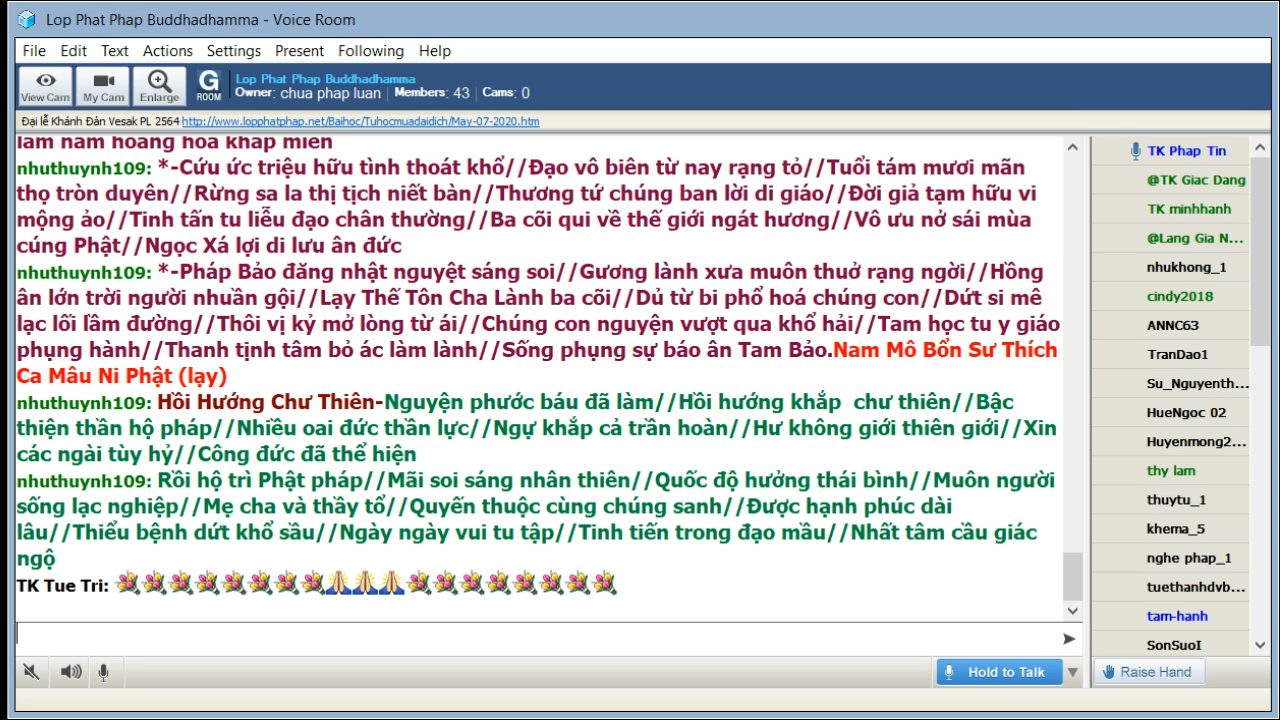 Lop Phat Phap Buddhadhamma - Voice Room
File Edit Text Actions Settings Present Following Help
View Cam My Cam Enlarge G ROOM
Lop Phat Phap Buddhadhamma
Owner: chua phap luan | Members: 43 | Cams: 0
Đại lễ Khánh Đản Vesak PL 2564 http://www.lopphatphap.net/Baihoc/Tuhocmuadaidich/May-07-2020.htm
nhuthuynh109: *-Cứu ức triệu hữu tình thoát khổ//Đạo vô biên từ nay rạng tỏ//Tuổi tám mươi mãn
thọ tròn duyên//Rừng sa la thị tịch niết bàn//Thương tứ chúng ban lời di giáo//Đời giả tạm hữu vi
mộng ảo//Tinh tấn tu liễu đạo chân thường//Ba cõi qui về thế giới ngát hương//Vô ưu nở sái mùa
cúng Phật//Ngọc Xá lợi di lưu ân đức
nhuthuynh109: *-Pháp Bảo đăng nhật nguyệt sáng soi//Gương lành xưa muôn thuở rạng ngời//Hồng
ân lớn trời người nhuần gội//Lạy Thế Tôn Cha Lành ba cõi//Dủ từ bi phổ hoá chúng con//Dứt si mê
lạc lối lầm đường//Thôi vị kỷ mở lòng từ ái//Chúng con nguyện vượt qua khổ hải//Tam học tu y giáo
phụng hành//Thanh tịnh tâm bỏ ác làm lành//Sống phụng sự báo ân Tam Bảo.Nam Mô Bổn Sư Thích
Ca Mâu Ni Phật (lạy)
nhuthuynh109: Hồi Hướng Chư Thiên-Nguyện phước báu đã làm//Hồi hướng khắp chư thiên//Bậc
thiện thần hộ pháp//Nhiều oai đức thần lực//Ngự khắp cả trần hoàn//Hư không giới thiên giới//Xin
các ngài tùy hỷ//Công đức đã thể hiện
nhuthuynh109: Rồi hộ trì Phật pháp//Mãi soi sáng nhân thiên//Quốc độ hưởng thái bình//Muôn người
sống lạc nghiệp//Mẹ cha và thầy tổ//Quyến thuộc cùng chúng sanh//Được hạnh phúc dài
lâu//Thiểu bệnh dứt khổ sầu//Ngày ngày vui tu tập//Tinh tiến trong đạo mầu//Nhất tâm cầu giác
ngộ
TK Tue Tri:
TK Phap Tin
@TK Giac Dang
TK minhhanh
@Lang Gia N...
nhukhong_1
cindy2018
ANNC63
TranDao1
Su_Nguyenth...
HueNgoc 02
Huyenmong2...
thy lam
thuytu_1
khema_5
nghe phap_1
tuethanhdvb...
tam-hanh
SonSuoI
Hold to Talk
Raise Hand